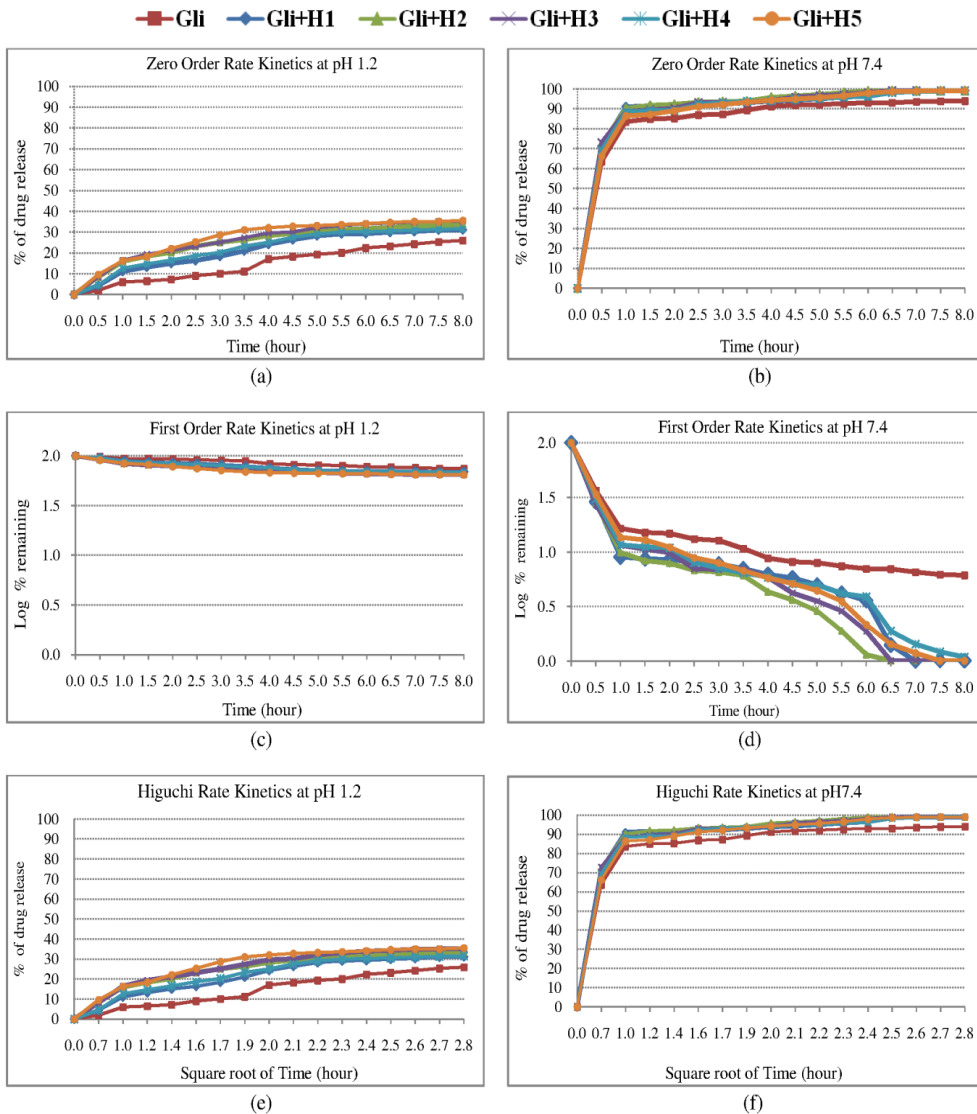 Gli Gli+H1 Gli+H2 Gli+H3 Gli+H4 Gli+H5
Zero Order Rate Kinetics at pH 1.2
% of drug release
100
90
80
70
60
50
40
30
20
10
0
0.0 0.5 1.0 1.5 2.0 2.5 3.0 3.5 4.0 4.5 5.0 5.5 6.0 6.5 7.0 7.5 8.0
Time (hour)
(a)
Zero Order Rate Kinetics at pH 7.4
% of drug release
100
90
80
70
60
50
40
30
20
10
0
0.0 0.5 1.0 1.5 2.0 2.5 3.0 3.5 4.0 4.5 5.0 5.5 6.0 6.5 7.0 7.5 8.0
Time (hour)
(b)
First Order Rate Kinetics at pH 1.2
Log % remaining
2.0
1.5
1.0
0.5
0.0
0.0 0.5 1.0 1.5 2.0 2.5 3.0 3.5 4.0 4.5 5.0 5.5 6.0 6.5 7.0 7.5 8.0
Time (hour)
(c)
First Order Rate Kinetics at pH 7.4
Log % remaining
2.0
1.5
1.0
0.5
0.0
0.0 0.5 1.0 1.5 2.0 2.5 3.0 3.5 4.0 4.5 5.0 5.5 6.0 6.5 7.0 7.5 8.0
Time (hour)
(d)
Higuchi Rate Kinetics at pH 1.2
% of drug release
100
90
80
70
60
50
40
30
20
10
0
0.0 0.7 1.0 1.2 1.4 1.6 1.7 1.9 2.0 2.1 2.2 2.3 2.4 2.5 2.6 2.7 2.8
Square root of Time (hour)
(e)
Higuchi Rate Kinetics at pH7.4
% of drug release
100
90
80
70
60
50
40
30
20
10
0
0.0 0.7 1.0 1.2 1.4 1.6 1.7 1.9 2.0 2.1 2.2 2.3 2.4 2.5 2.6 2.7 2.8
Square root of Time (hour)
(f)